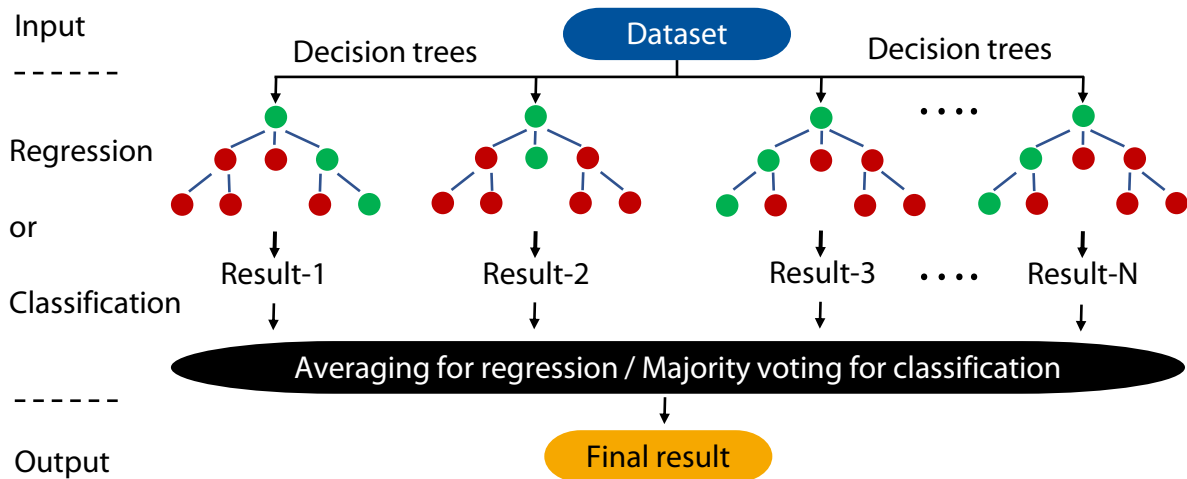 Input
Dataset
Decision trees
Decision trees
....
Regression
or
Classification
Result-1
Result-2
Result-3
....
Result-N
Averaging for regression / Majority voting for classification
Output
Final result